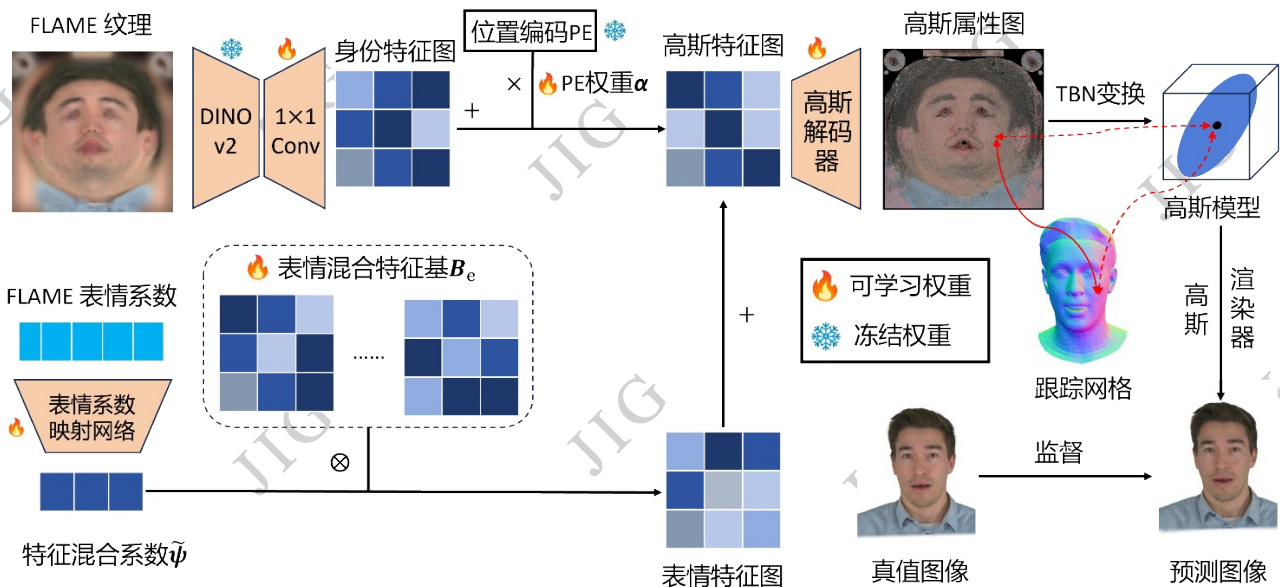 FLAME 纹理
DINO
v2
1×1
Conv
身份特征图
位置编码PE
+
×
PE权重α
高斯特征图
高斯
解码
器
高斯属性图
TBN变换
高斯模型
FLAME 表情系数
表情系数
映射网络
特征混合系数ψ̃
表情混合特征基Bₑ
......
⊗
+
表情特征图
可学习权重
冻结权重
跟踪网格
高斯
渲染器
真值图像
监督
预测图像
JIG
JIG
JIG
JIG
JIG